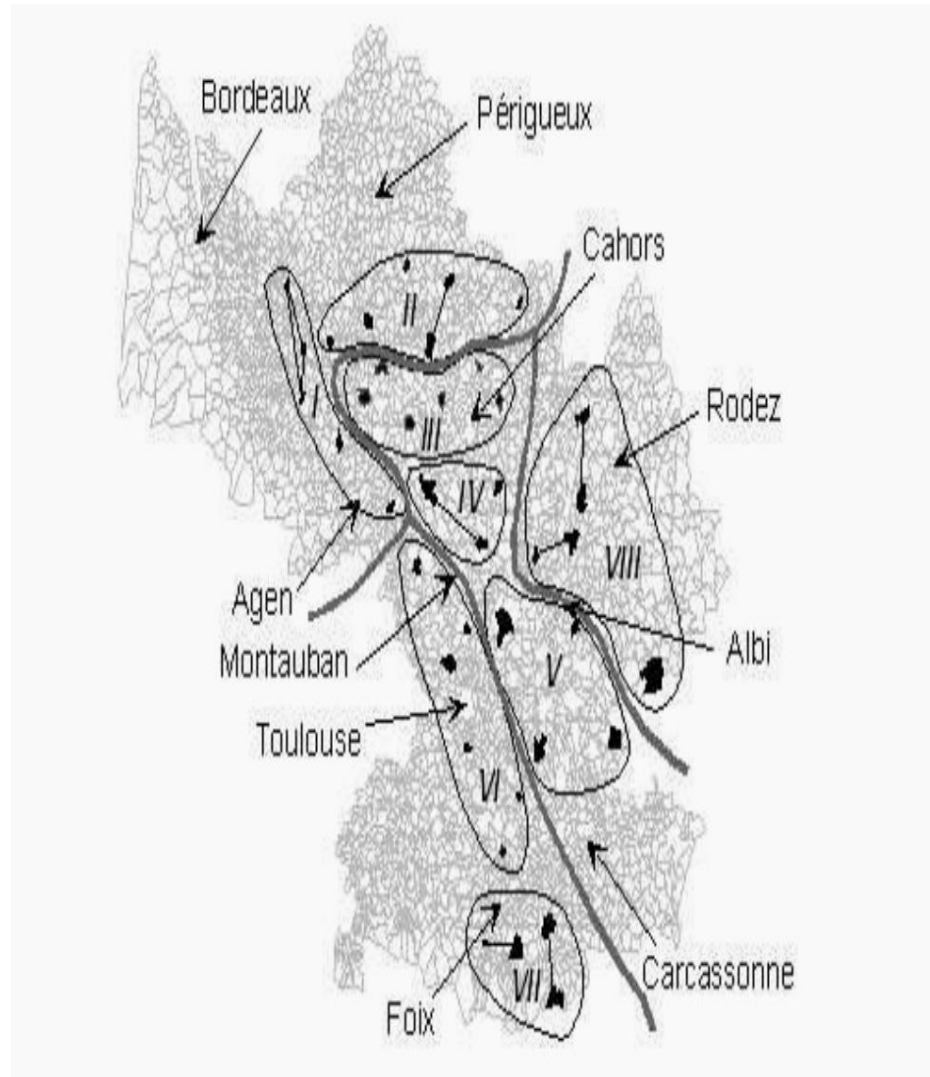 Bordeaux
Périgueux
Cahors
II
Rodez
I
III
IV
VIII
Agen
Montauban
Albi
V
Toulouse
VI
Carcassonne
VII
Foix